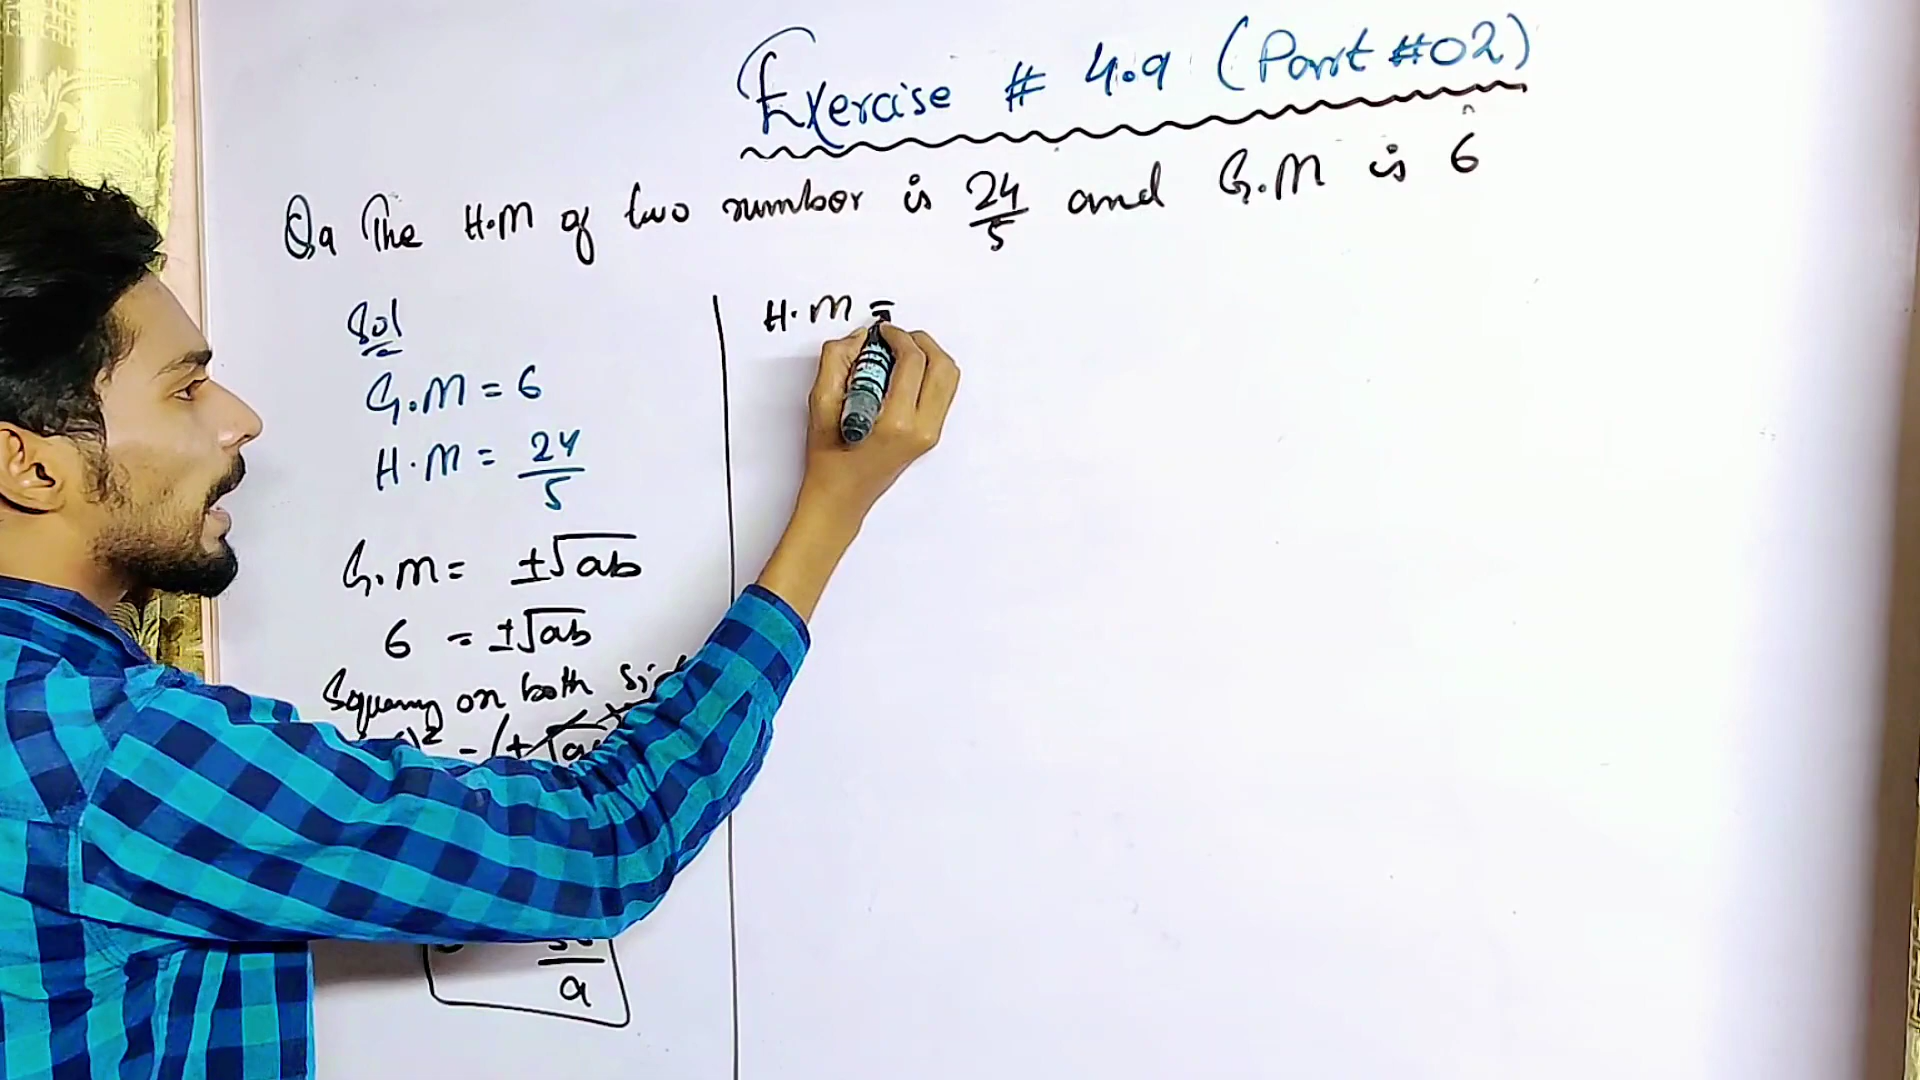 Exercise # 4.9 (Part #02)
Q9 The H.M of two number is 24/5 and G.M is 6
Sol
G.M = 6
H.M = 24/5
G.M = ±√ab
6 = ±√ab
Squaring on both
)² = (±√a
a
H.M =